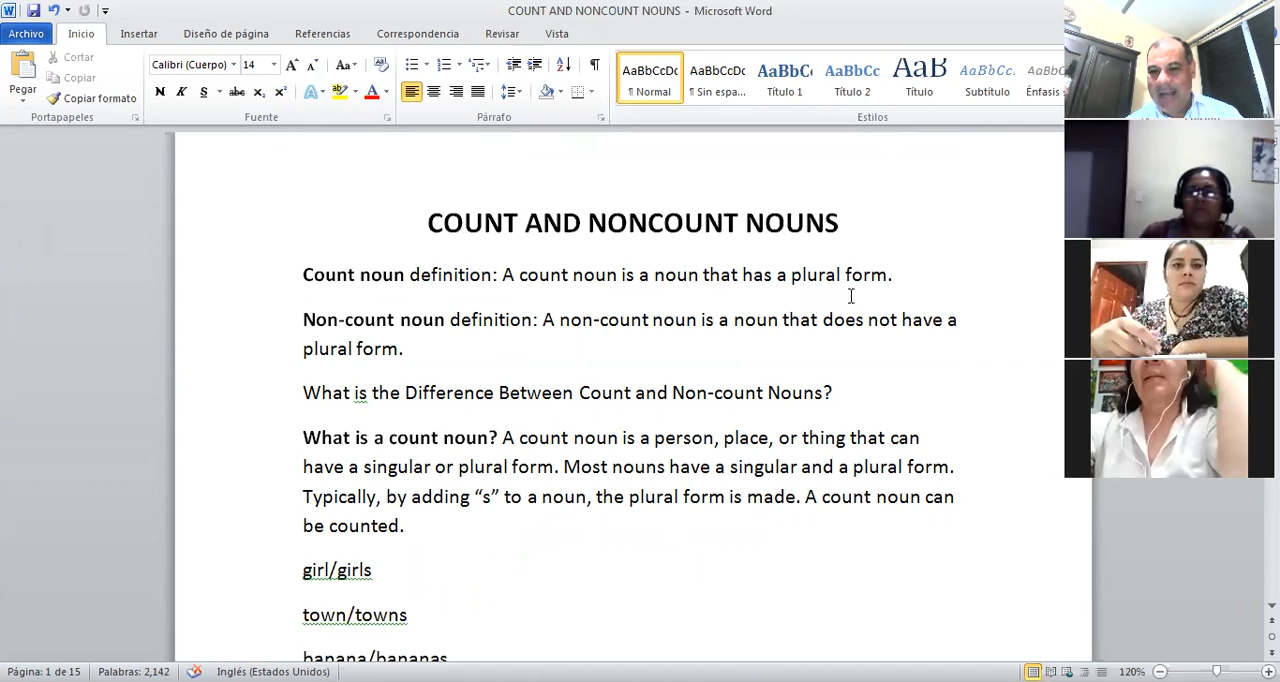 COUNT AND NONCOUNT NOUNS - Microsoft Word
Archivo Inicio Insertar Diseño de página Referencias Correspondencia Revisar Vista
Pegar
Cortar
Copiar
Copiar formato
Portapapeles
Calibri (Cuerpo) 14
Fuente
Párrafo
AaBbCcDc AaBbCcDc AaBbC AaBbCc AaB AaBbCc. AaBbCc
Normal Sin espa... Título 1 Título 2 Título Subtítulo Énfasis
Estilos
COUNT AND NONCOUNT NOUNS
Count noun definition: A count noun is a noun that has a plural form.
Non-count noun definition: A non-count noun is a noun that does not have a
plural form.
What is the Difference Between Count and Non-count Nouns?
What is a count noun? A count noun is a person, place, or thing that can
have a singular or plural form. Most nouns have a singular and a plural form.
Typically, by adding “s” to a noun, the plural form is made. A count noun can
be counted.
girl/girls
town/towns
banana/bananas
Página: 1 de 15 Palabras: 2,142 Inglés (Estados Unidos) 120%